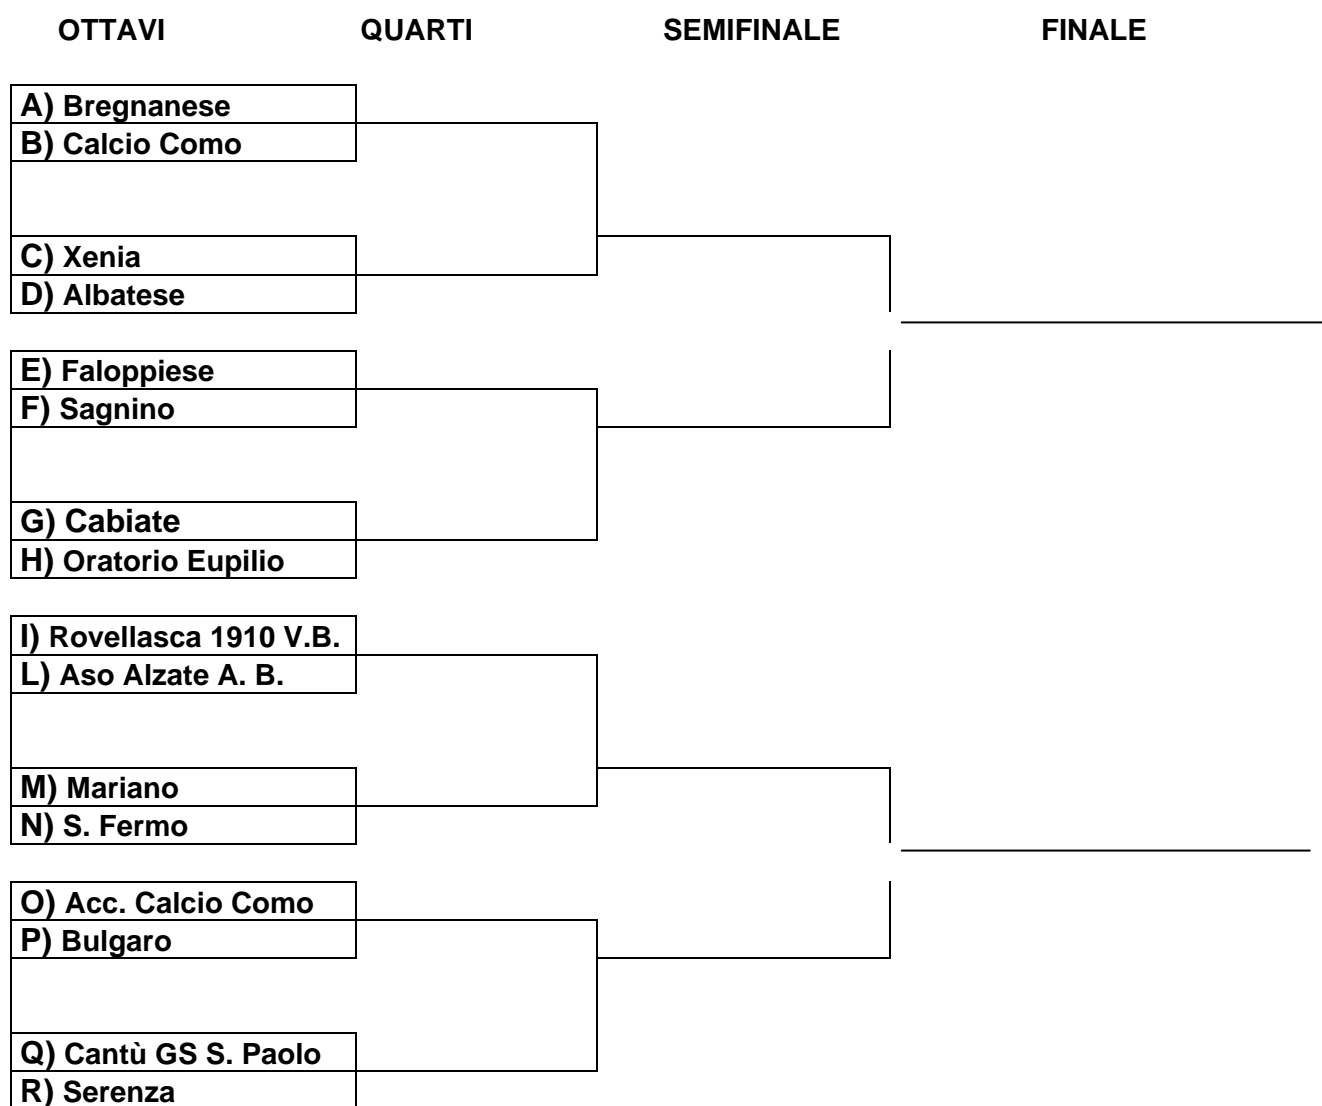 OTTAVI QUARTI SEMIFINALE FINALE
A) Bregnanese
B) Calcio Como
C) Xenia
D) Albatese
E) Faloppiese
F) Sagnino
G) Cabiate
H) Oratorio Eupilio
I) Rovellasca 1910 V.B.
L) Aso Alzate A. B.
M) Mariano
N) S. Fermo
O) Acc. Calcio Como
P) Bulgaro
Q) Cantù GS S. Paolo
R) Serenza